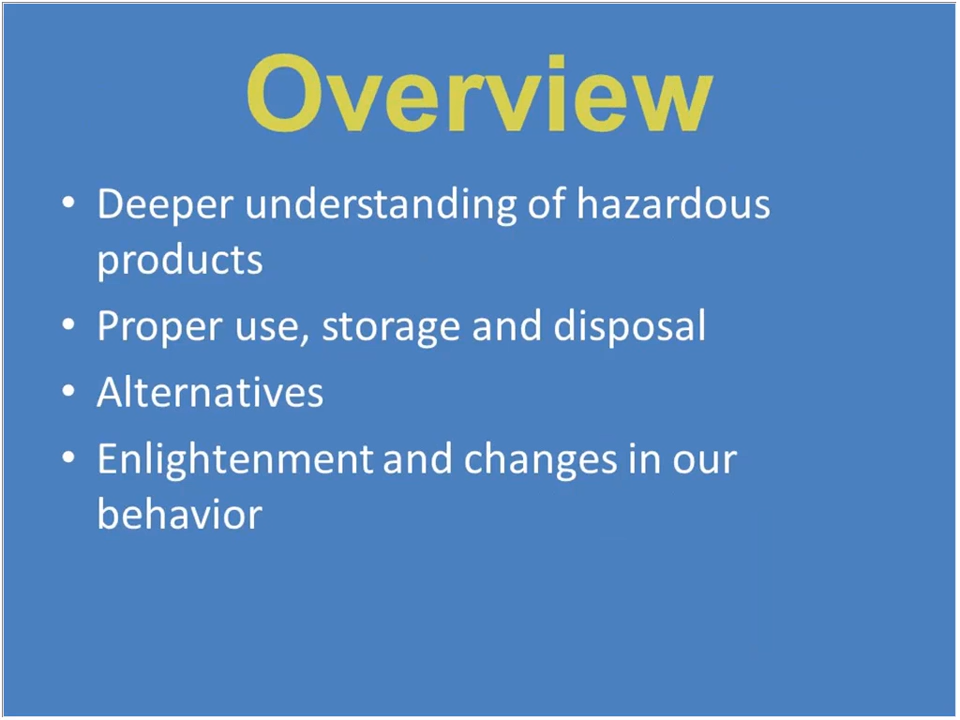 Overview
• Deeper understanding of hazardous
products
• Proper use, storage and disposal
• Alternatives
• Enlightenment and changes in our
behavior